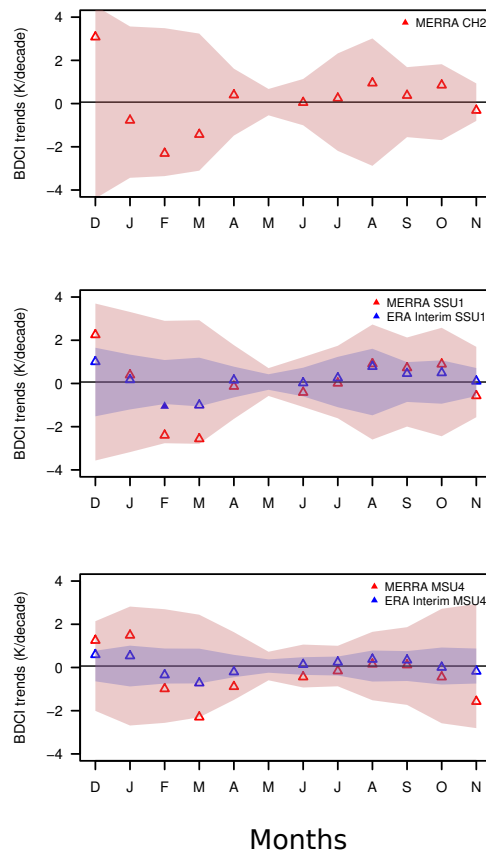 BDCI trends (K/decade)
4
2
0
−2
−4
MERRA CH2
D J F M A M J J A S O N
BDCI trends (K/decade)
4
2
0
−2
−4
MERRA SSU1
ERA Interim SSU1
D J F M A M J J A S O N
BDCI trends (K/decade)
4
2
0
−2
−4
MERRA MSU4
ERA Interim MSU4
D J F M A M J J A S O N
Months